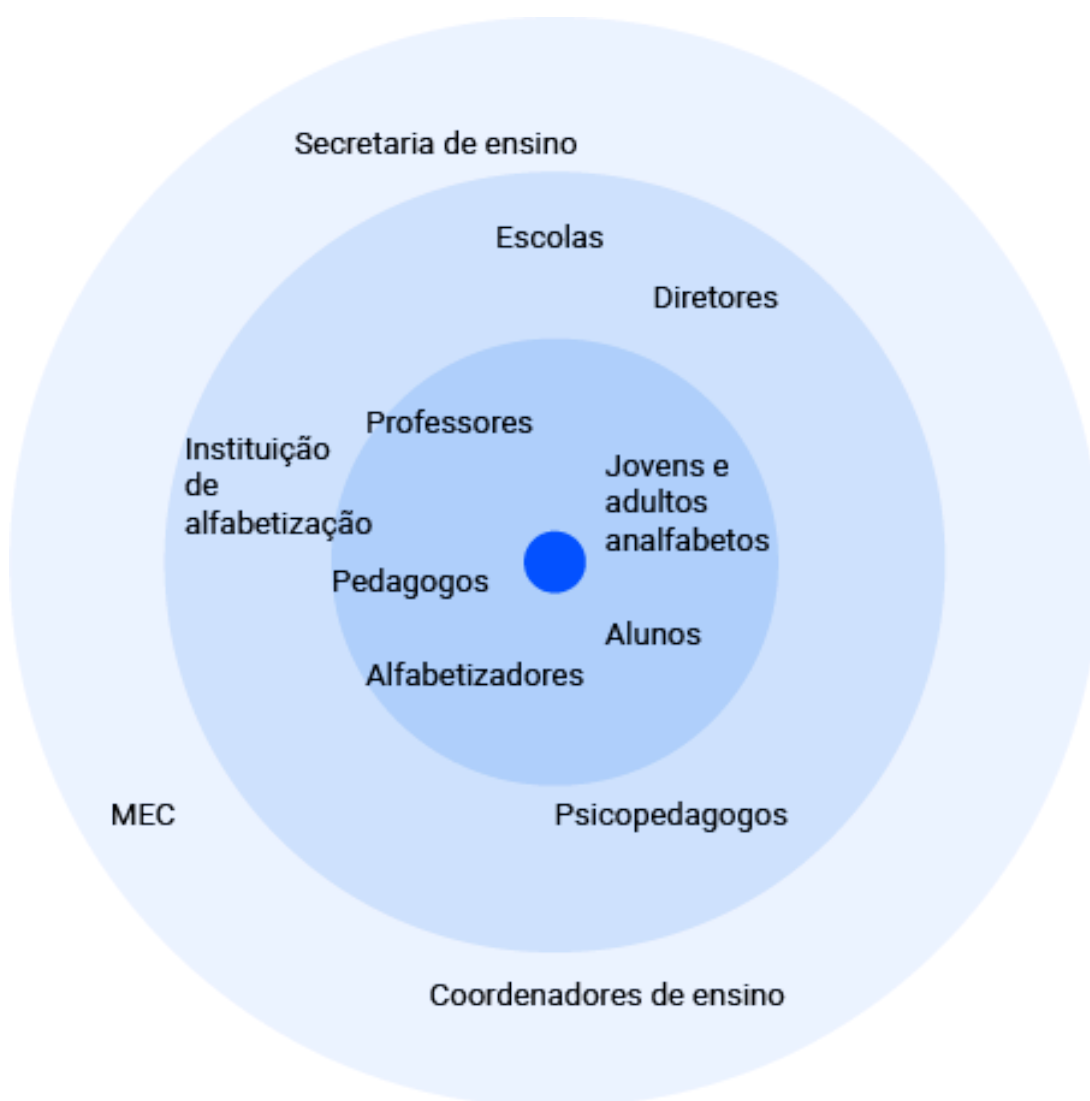 Secretaria de ensino
Escolas
Diretores
Professores
Instituição
de
alfabetização
Jovens e
adultos
analfabetos
Pedagogos
Alunos
Alfabetizadores
MEC
Psicopedagogos
Coordenadores de ensino